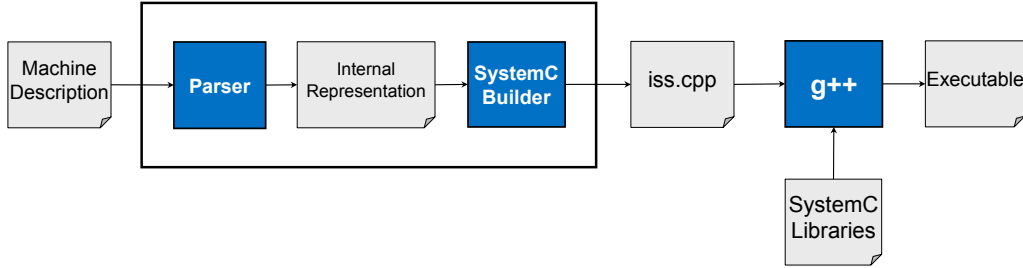 Machine
Description
Parser
Internal
Representation
SystemC
Builder
iss.cpp
g++
Executable
SystemC
Libraries